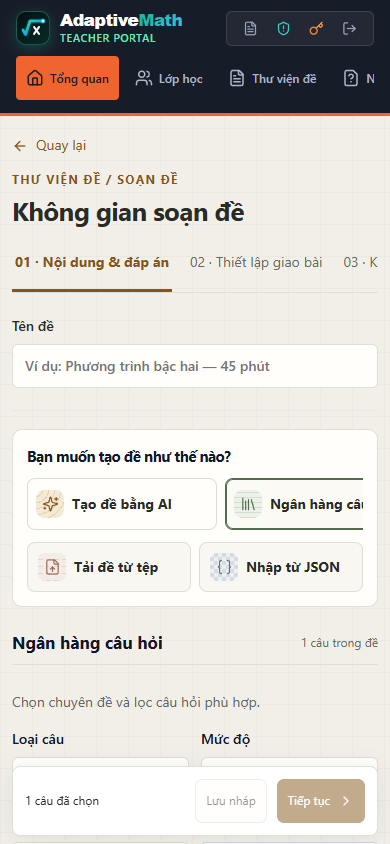 AdaptiveMath
TEACHER PORTAL
Tổng quan
Lớp học
Thư viện đề
N
Quay lại
THƯ VIỆN ĐỀ / SOẠN ĐỀ
Không gian soạn đề
01 · Nội dung & đáp án
02 · Thiết lập giao bài
03 · K
Tên đề
Ví dụ: Phương trình bậc hai — 45 phút
Bạn muốn tạo đề như thế nào?
Tạo đề bằng AI
Ngân hàng câu
Tải đề từ tệp
Nhập từ JSON
Ngân hàng câu hỏi
1 câu trong đề
Chọn chuyên đề và lọc câu hỏi phù hợp.
Loại câu
Mức độ
1 câu đã chọn
Lưu nháp
Tiếp tục